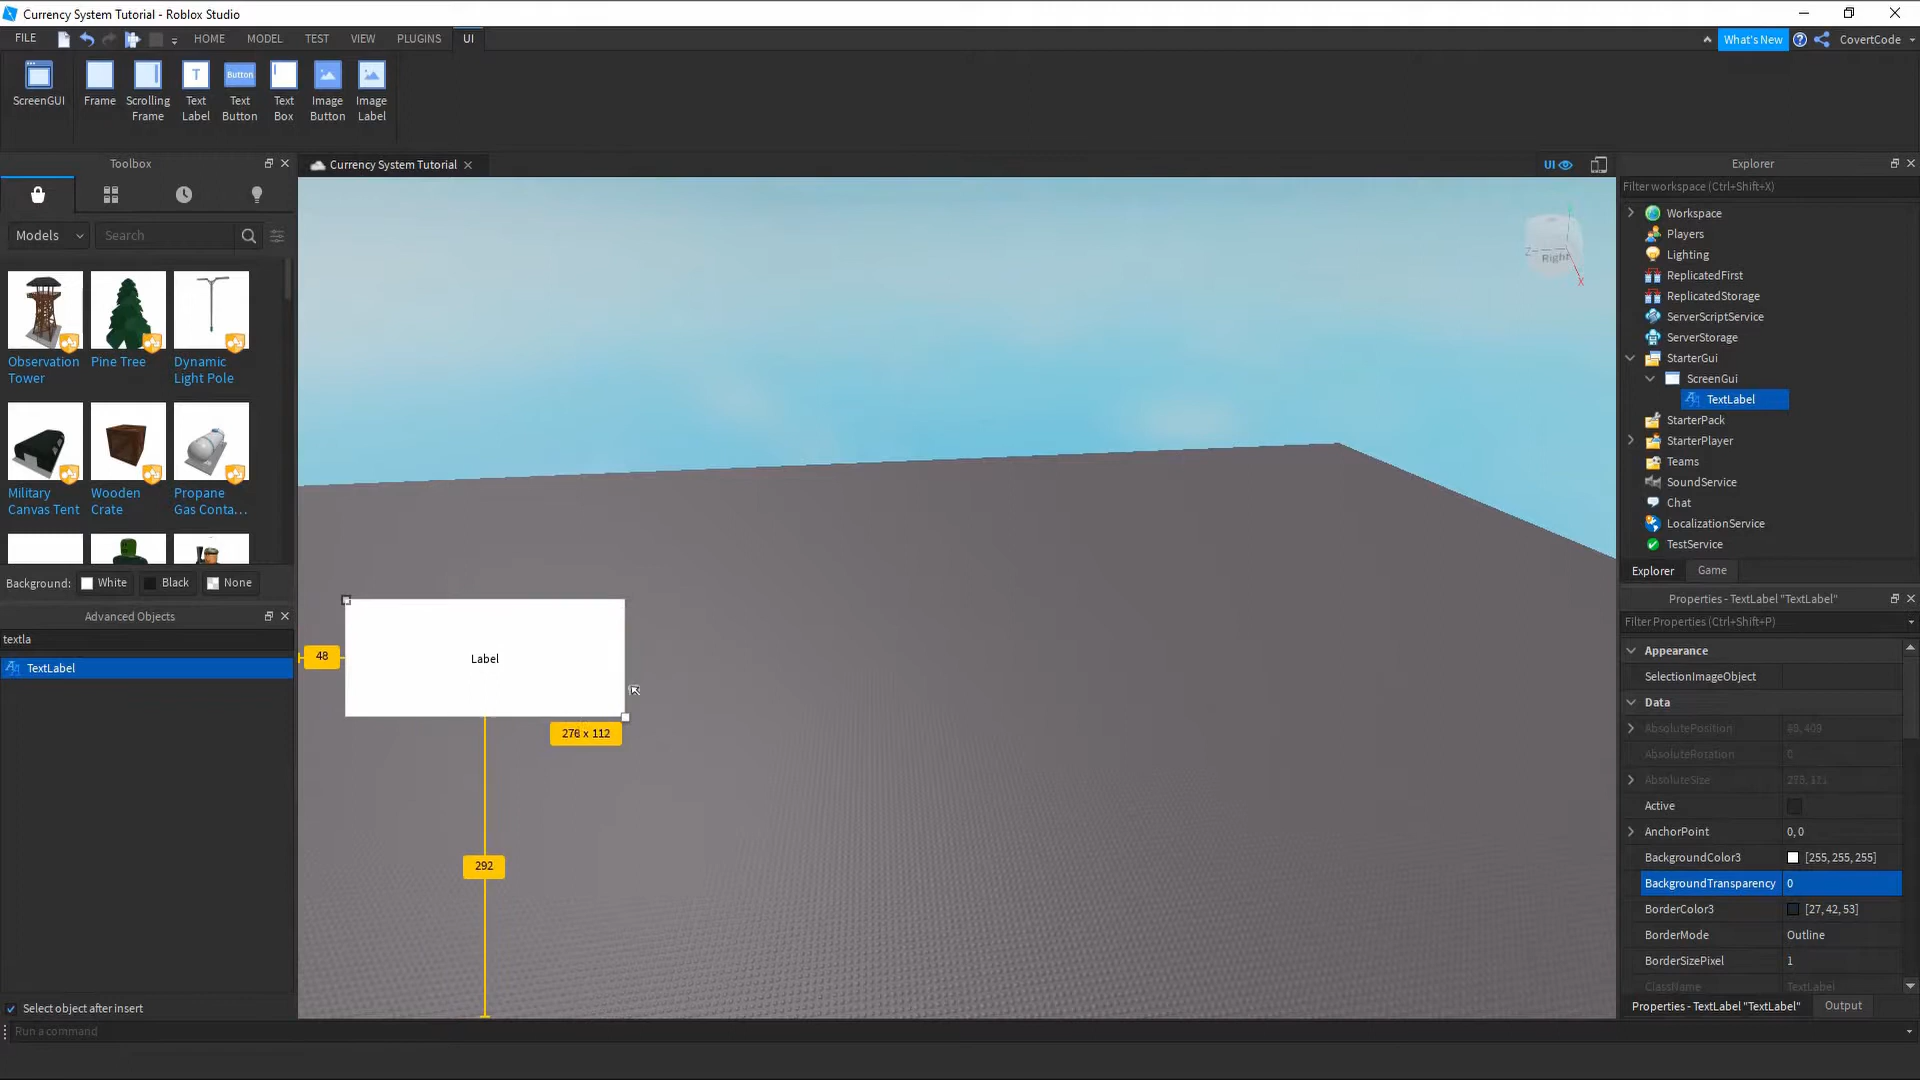 Currency System Tutorial - Roblox Studio
FILE HOME MODEL TEST VIEW PLUGINS UI What's New CovertCode
ScreenGUI Frame Scrolling Frame Text Label Button Text Button Text Box Image Button Image Label
Toolbox
Models Search
Observation Tower
Pine Tree
Dynamic Light Pole
Military Canvas Tent
Wooden Crate
Propane Gas Conta...
Background: White Black None
Advanced Objects
textla
TextLabel
Select object after insert
Run a command
Currency System Tutorial
UI
Right
Z
X
Label
48
276 x 112
292
Explorer
Filter workspace (Ctrl+Shift+X)
Workspace
Players
Lighting
ReplicatedFirst
ReplicatedStorage
ServerScriptService
ServerStorage
StarterGui
ScreenGui
TextLabel
StarterPack
StarterPlayer
Teams
SoundService
Chat
LocalizationService
TestService
Explorer Game
Properties - TextLabel "TextLabel"
Filter Properties (Ctrl+Shift+P)
Appearance
SelectionImageObject
Data
AbsolutePosition
AbsoluteRotation 0
AbsoluteSize
Active
AnchorPoint 0, 0
BackgroundColor3 [255, 255, 255]
BackgroundTransparency 0
BorderColor3 [27, 42, 53]
BorderMode Outline
BorderSizePixel 1
ClassName TextLabel
Properties - TextLabel "TextLabel" Output